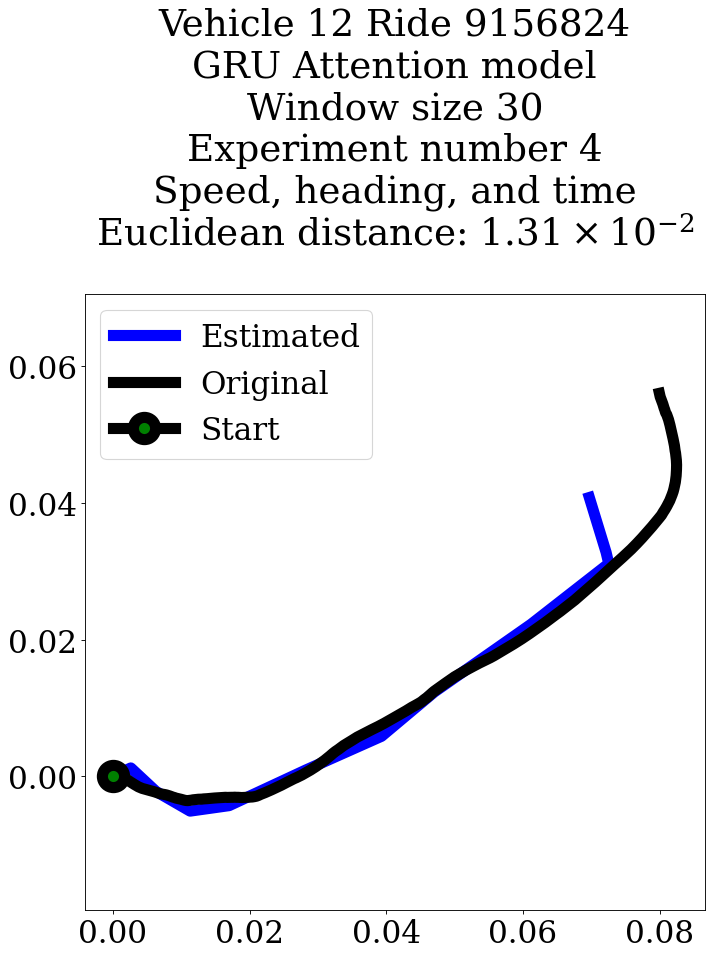 Vehicle 12 Ride 9156824
GRU Attention model
Window size 30
Experiment number 4
Speed, heading, and time
Euclidean distance: 1.31 × 10⁻²
Estimated
Original
Start
0.06
0.04
0.02
0.00
0.00 0.02 0.04 0.06 0.08